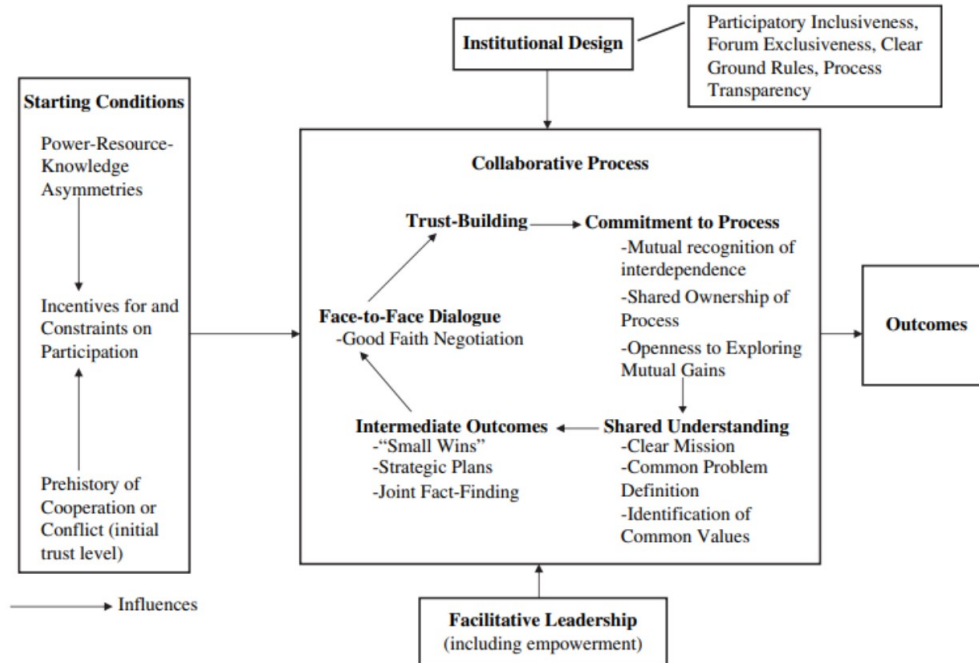 Institutional Design
Participatory Inclusiveness,
Forum Exclusiveness, Clear
Ground Rules, Process
Transparency
Starting Conditions
Power-Resource-
Knowledge
Asymmetries
Incentives for and
Constraints on
Participation
Prehistory of
Cooperation or
Conflict (initial
trust level)
Collaborative Process
Trust-Building
Commitment to Process
-Mutual recognition of
interdependence
-Shared Ownership of
Process
-Openness to Exploring
Mutual Gains
Face-to-Face Dialogue
-Good Faith Negotiation
Intermediate Outcomes
-“Small Wins”
-Strategic Plans
-Joint Fact-Finding
Shared Understanding
-Clear Mission
-Common Problem
Definition
-Identification of
Common Values
Outcomes
Influences
Facilitative Leadership
(including empowerment)